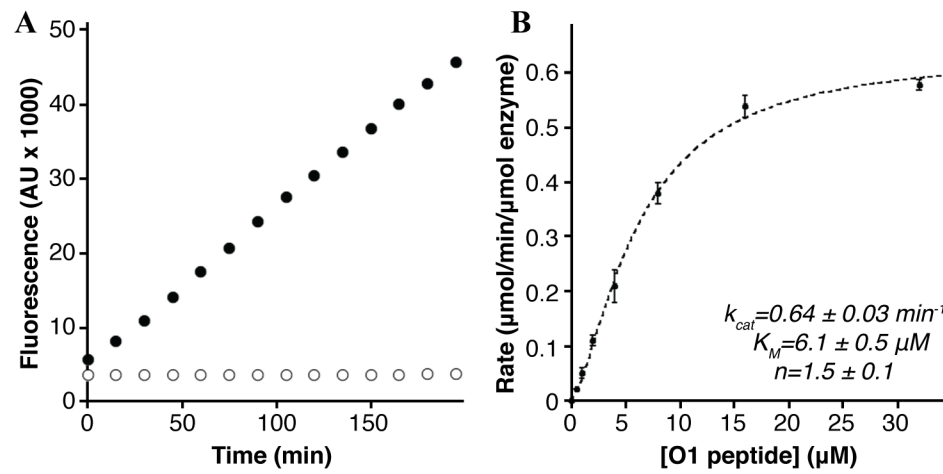 A
Fluorescence (AU x 1000)
50
40
30
20
10
0
0
50
100
150
Time (min)
B
Rate (µmol/min/µmol enzyme)
0.6
0.5
0.4
0.3
0.2
0.1
0
0
5
10
15
20
25
30
[O1 peptide] (µM)
kcat=0.64 ± 0.03 min-1
KM=6.1 ± 0.5 µM
n=1.5 ± 0.1